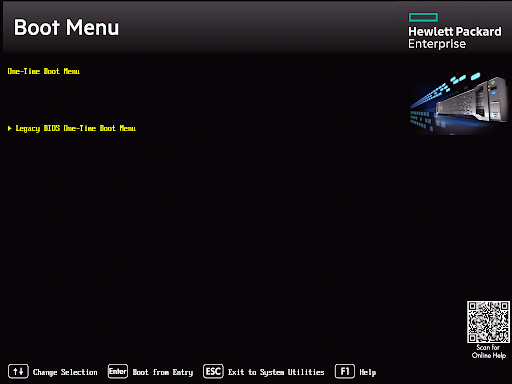 Boot Menu
Hewlett Packard
Enterprise
One-Time Boot Menu
Legacy BIOS One-Time Boot Menu
Scan for
Online Help
↑↓ Change Selection Enter Boot from Entry ESC Exit to System Utilities F1 Help